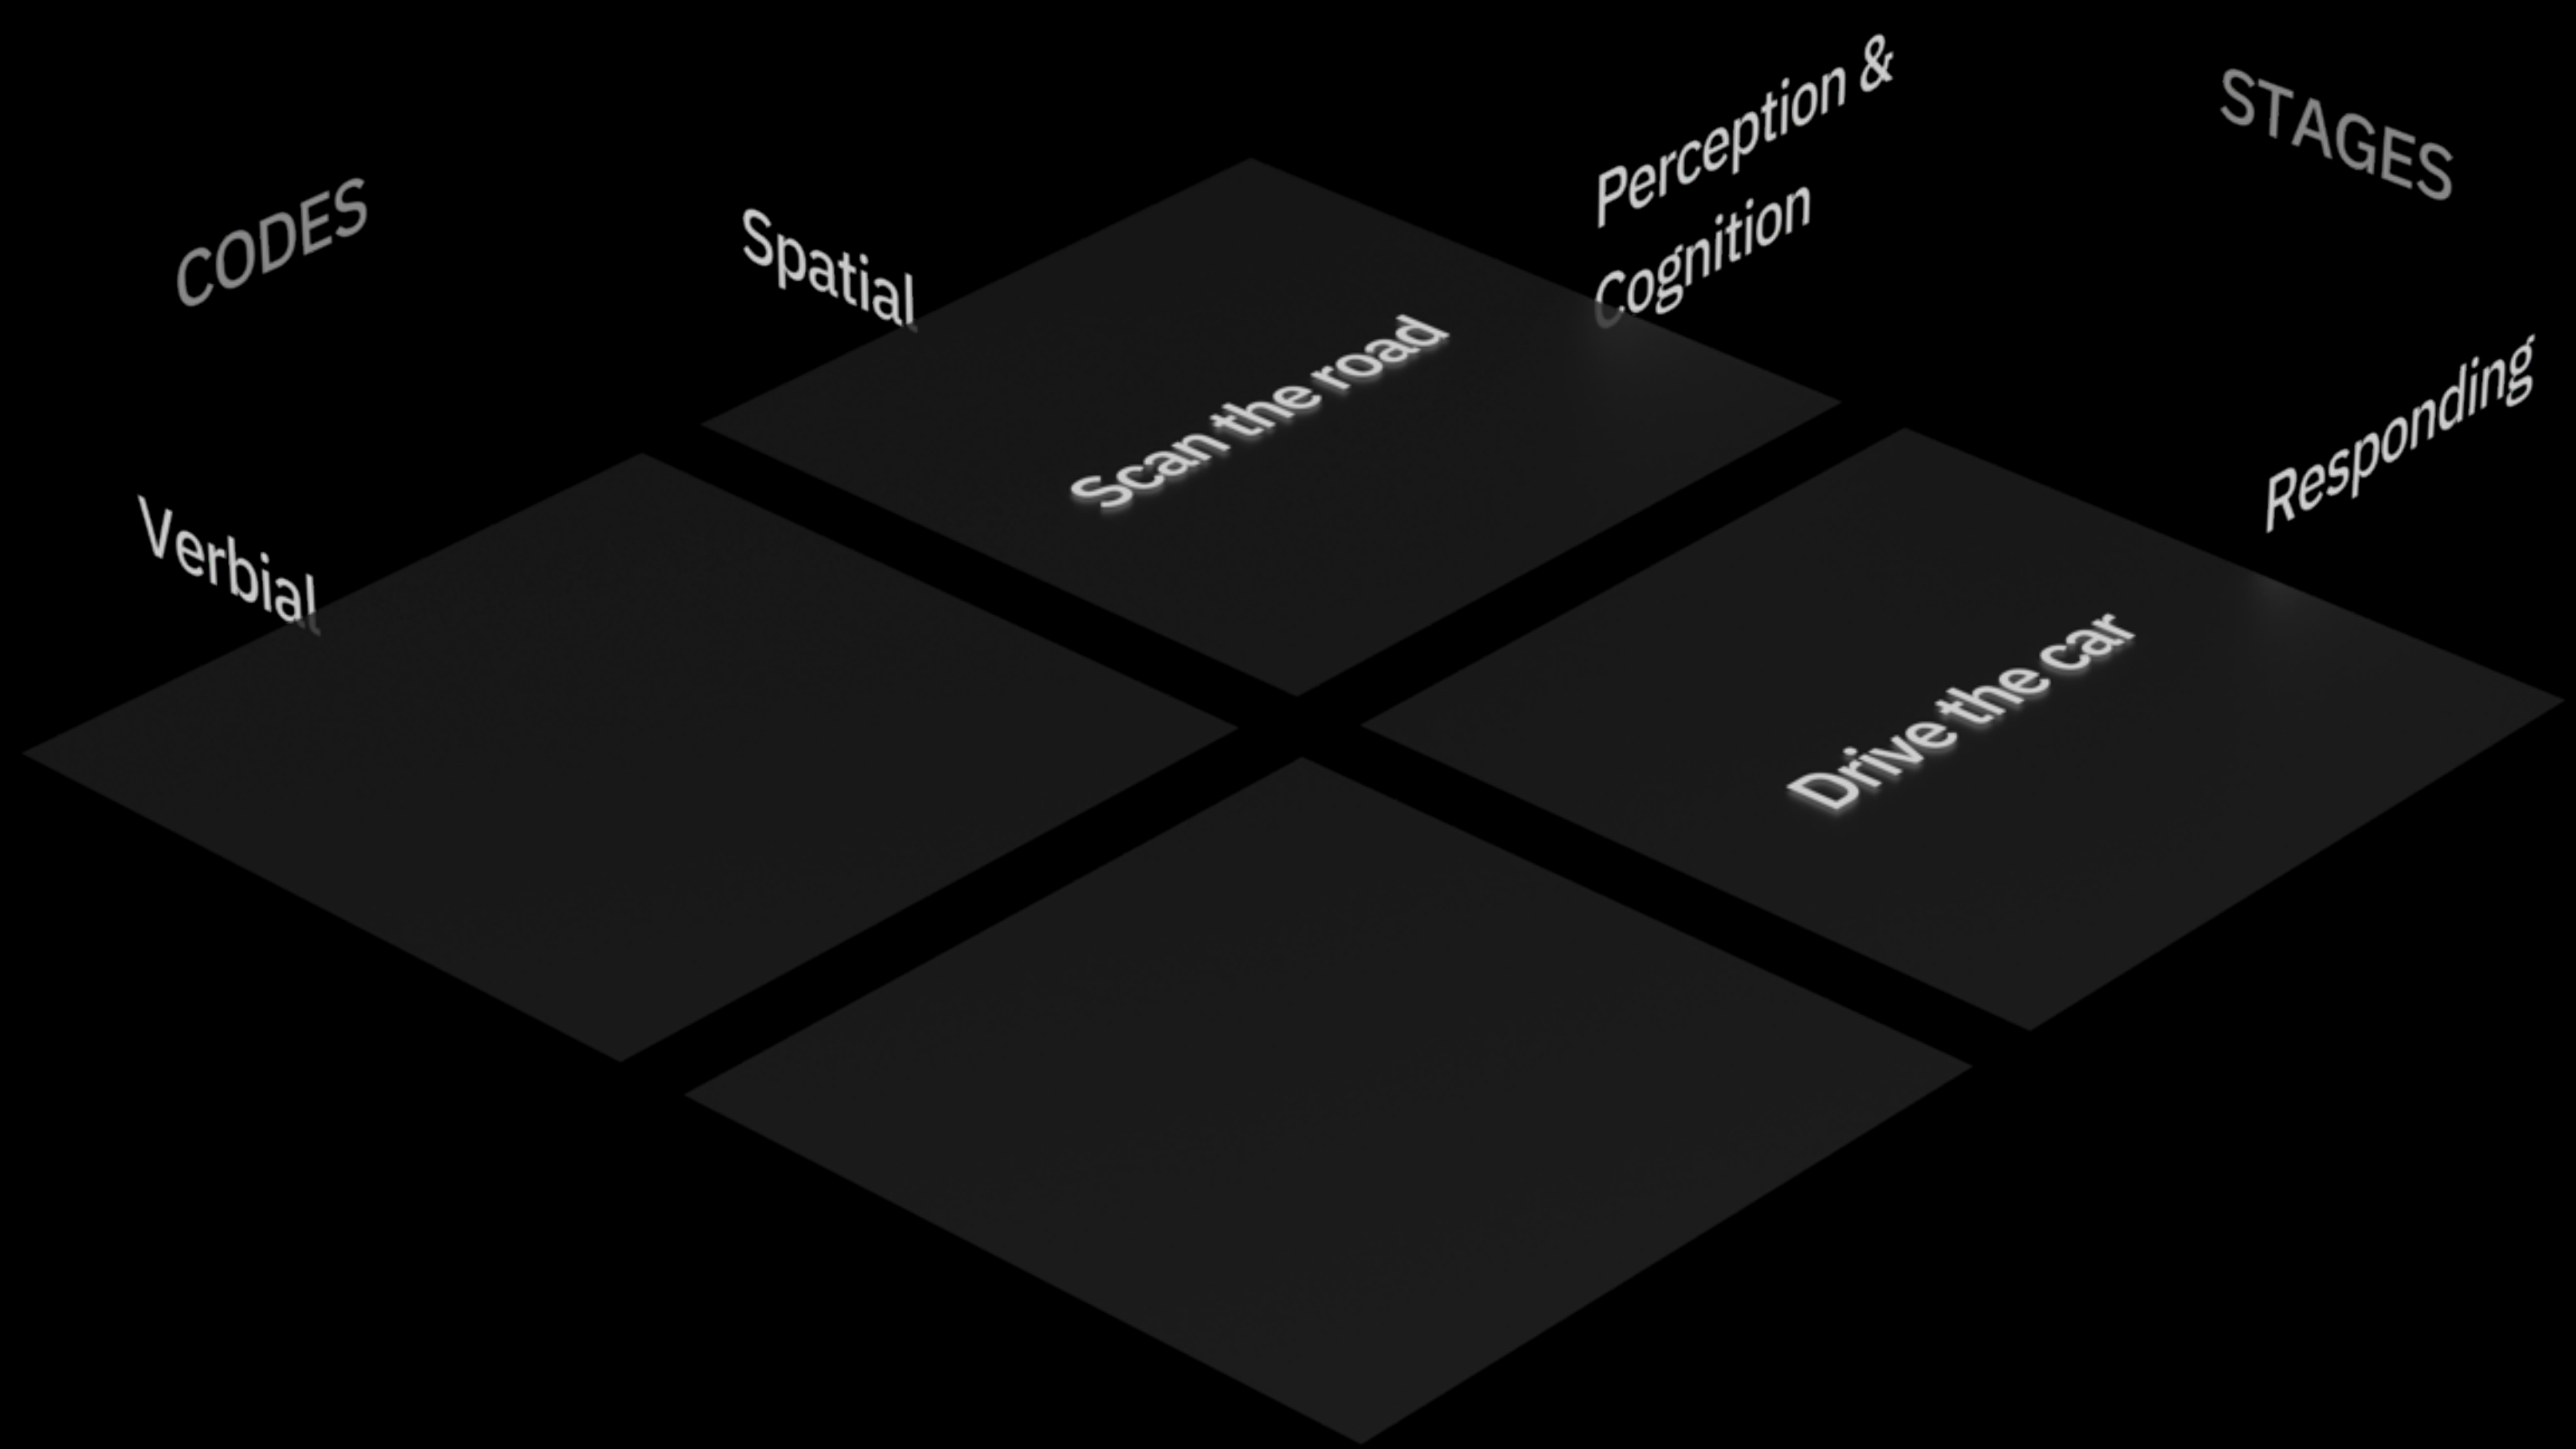 CODES
STAGES
Spatial
Verbial
Perception &
Cognition
Responding
Scan the road
Drive the car